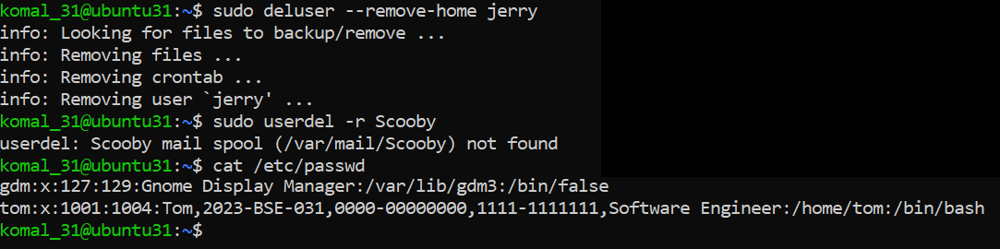 komal_31@ubuntu31:~$ sudo deluser --remove-home jerry
info: Looking for files to backup/remove ...
info: Removing files ...
info: Removing crontab ...
info: Removing user `jerry' ...
komal_31@ubuntu31:~$ sudo userdel -r Scooby
userdel: Scooby mail spool (/var/mail/Scooby) not found
komal_31@ubuntu31:~$ cat /etc/passwd
gdm:x:127:129:Gnome Display Manager:/var/lib/gdm3:/bin/false
tom:x:1001:1004:Tom,2023-BSE-031,0000-00000000,1111-1111111,Software Engineer:/home/tom:/bin/bash
komal_31@ubuntu31:~$